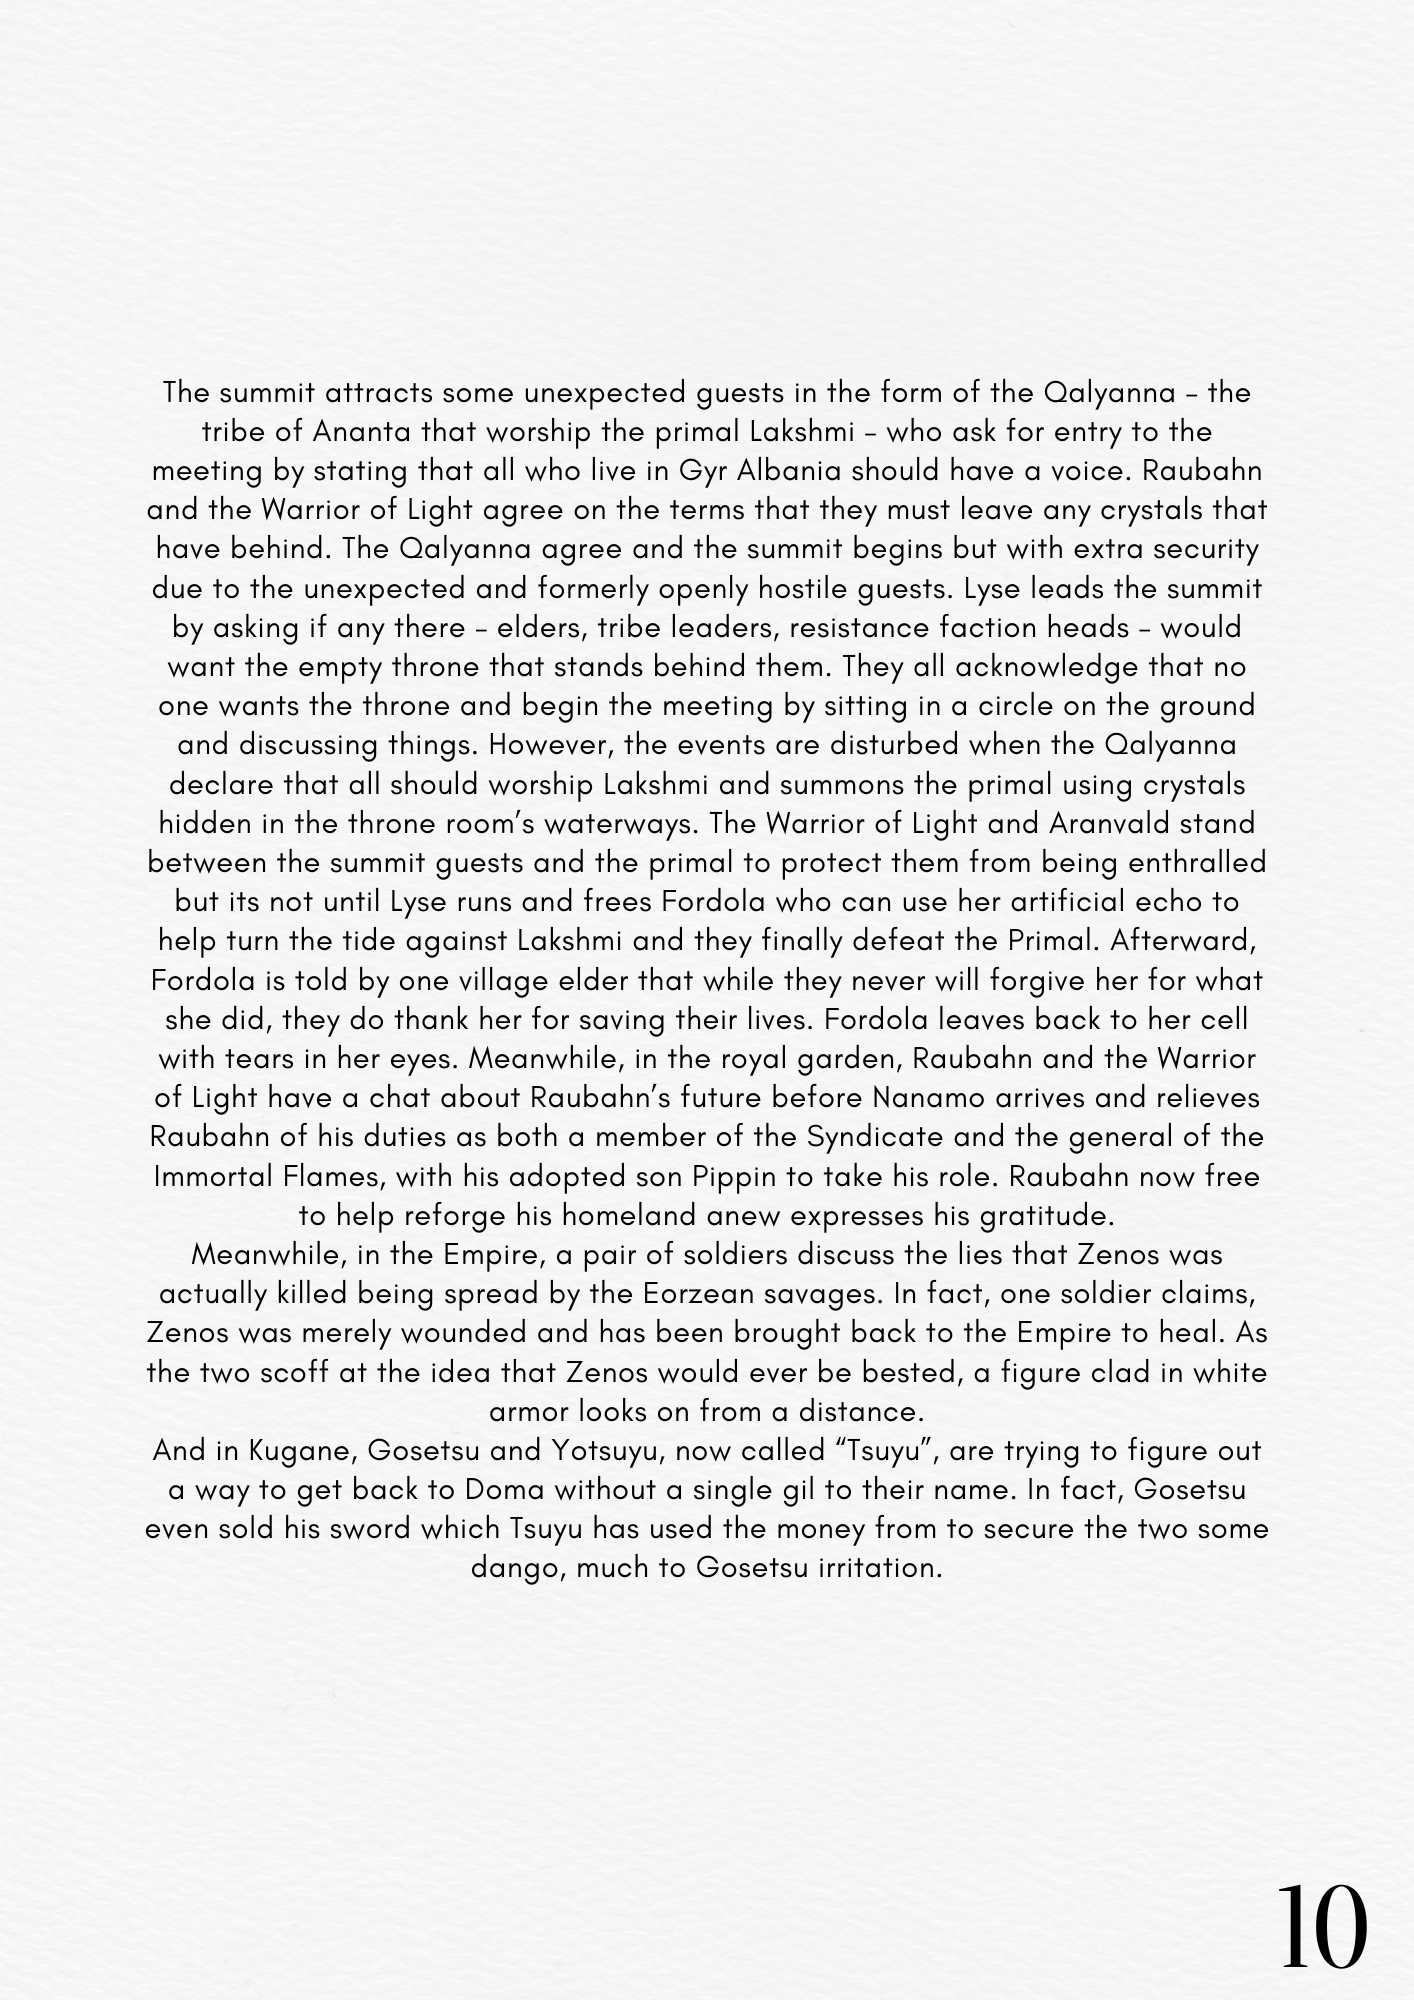 The summit attracts some unexpected guests in the form of the Qalyanna – the
tribe of Ananta that worship the primal Lakshmi – who ask for entry to the
meeting by stating that all who live in Gyr Albania should have a voice. Raubahn
and the Warrior of Light agree on the terms that they must leave any crystals that
have behind. The Qalyanna agree and the summit begins but with extra security
due to the unexpected and formerly openly hostile guests. Lyse leads the summit
by asking if any there – elders, tribe leaders, resistance faction heads – would
want the empty throne that stands behind them. They all acknowledge that no
one wants the throne and begin the meeting by sitting in a circle on the ground
and discussing things. However, the events are disturbed when the Qalyanna
declare that all should worship Lakshmi and summons the primal using crystals
hidden in the throne room’s waterways. The Warrior of Light and Aranvald stand
between the summit guests and the primal to protect them from being enthralled
but its not until Lyse runs and frees Fordola who can use her artificial echo to
help turn the tide against Lakshmi and they finally defeat the Primal. Afterward,
Fordola is told by one village elder that while they never will forgive her for what
she did, they do thank her for saving their lives. Fordola leaves back to her cell
with tears in her eyes. Meanwhile, in the royal garden, Raubahn and the Warrior
of Light have a chat about Raubahn’s future before Nanamo arrives and relieves
Raubahn of his duties as both a member of the Syndicate and the general of the
Immortal Flames, with his adopted son Pippin to take his role. Raubahn now free
to help reforge his homeland anew expresses his gratitude.
Meanwhile, in the Empire, a pair of soldiers discuss the lies that Zenos was
actually killed being spread by the Eorzean savages. In fact, one soldier claims,
Zenos was merely wounded and has been brought back to the Empire to heal. As
the two scoff at the idea that Zenos would ever be bested, a figure clad in white
armor looks on from a distance.
And in Kugane, Gosetsu and Yotsuyu, now called “Tsuyu”, are trying to figure out
a way to get back to Doma without a single gil to their name. In fact, Gosetsu
even sold his sword which Tsuyu has used the money from to secure the two some
dango, much to Gosetsu irritation.
10